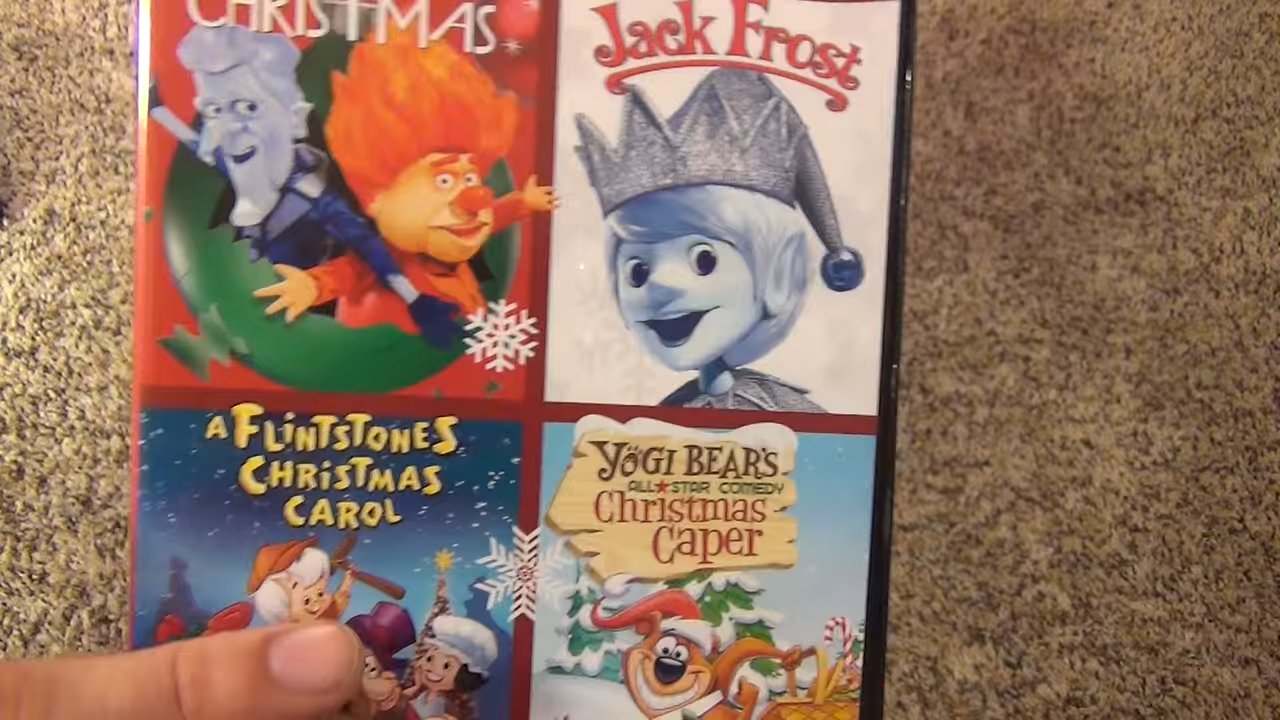 CHRISTMAS
Jack Frost
A FLiNTSTONES
CHRiSTMAS
CAROL
YOGI BEAR'S
ALL★STAR COMEDY
Christmas
Caper